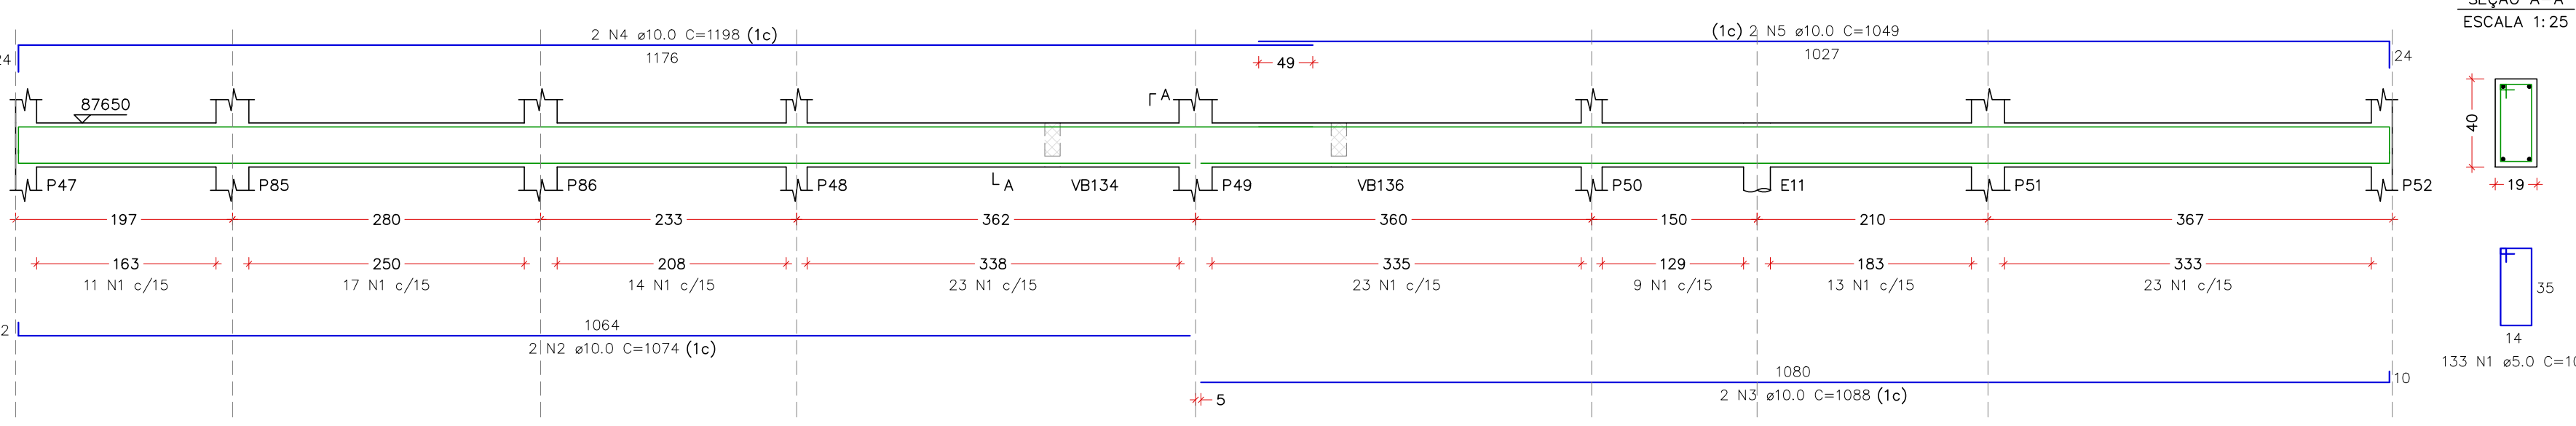 SEÇÃO A-A
ESCALA 1:25
2 N4 ø10.0 C=1198 (1c)
1176
(1c) 2 N5 ø10.0 C=1049
1027
24
24
49
87650
A
40
19
P47
P85
P86
P48
A
VB134
P49
VB136
P50
E11
P51
P52
197
280
233
362
360
150
210
367
163
250
208
338
335
129
183
333
11 N1 c/15
17 N1 c/15
14 N1 c/15
23 N1 c/15
23 N1 c/15
9 N1 c/15
13 N1 c/15
23 N1 c/15
35
14
133 N1 ø5.0 C=10
2
1064
2 N2 ø10.0 C=1074 (1c)
1080
10
2 N3 ø10.0 C=1088 (1c)
5